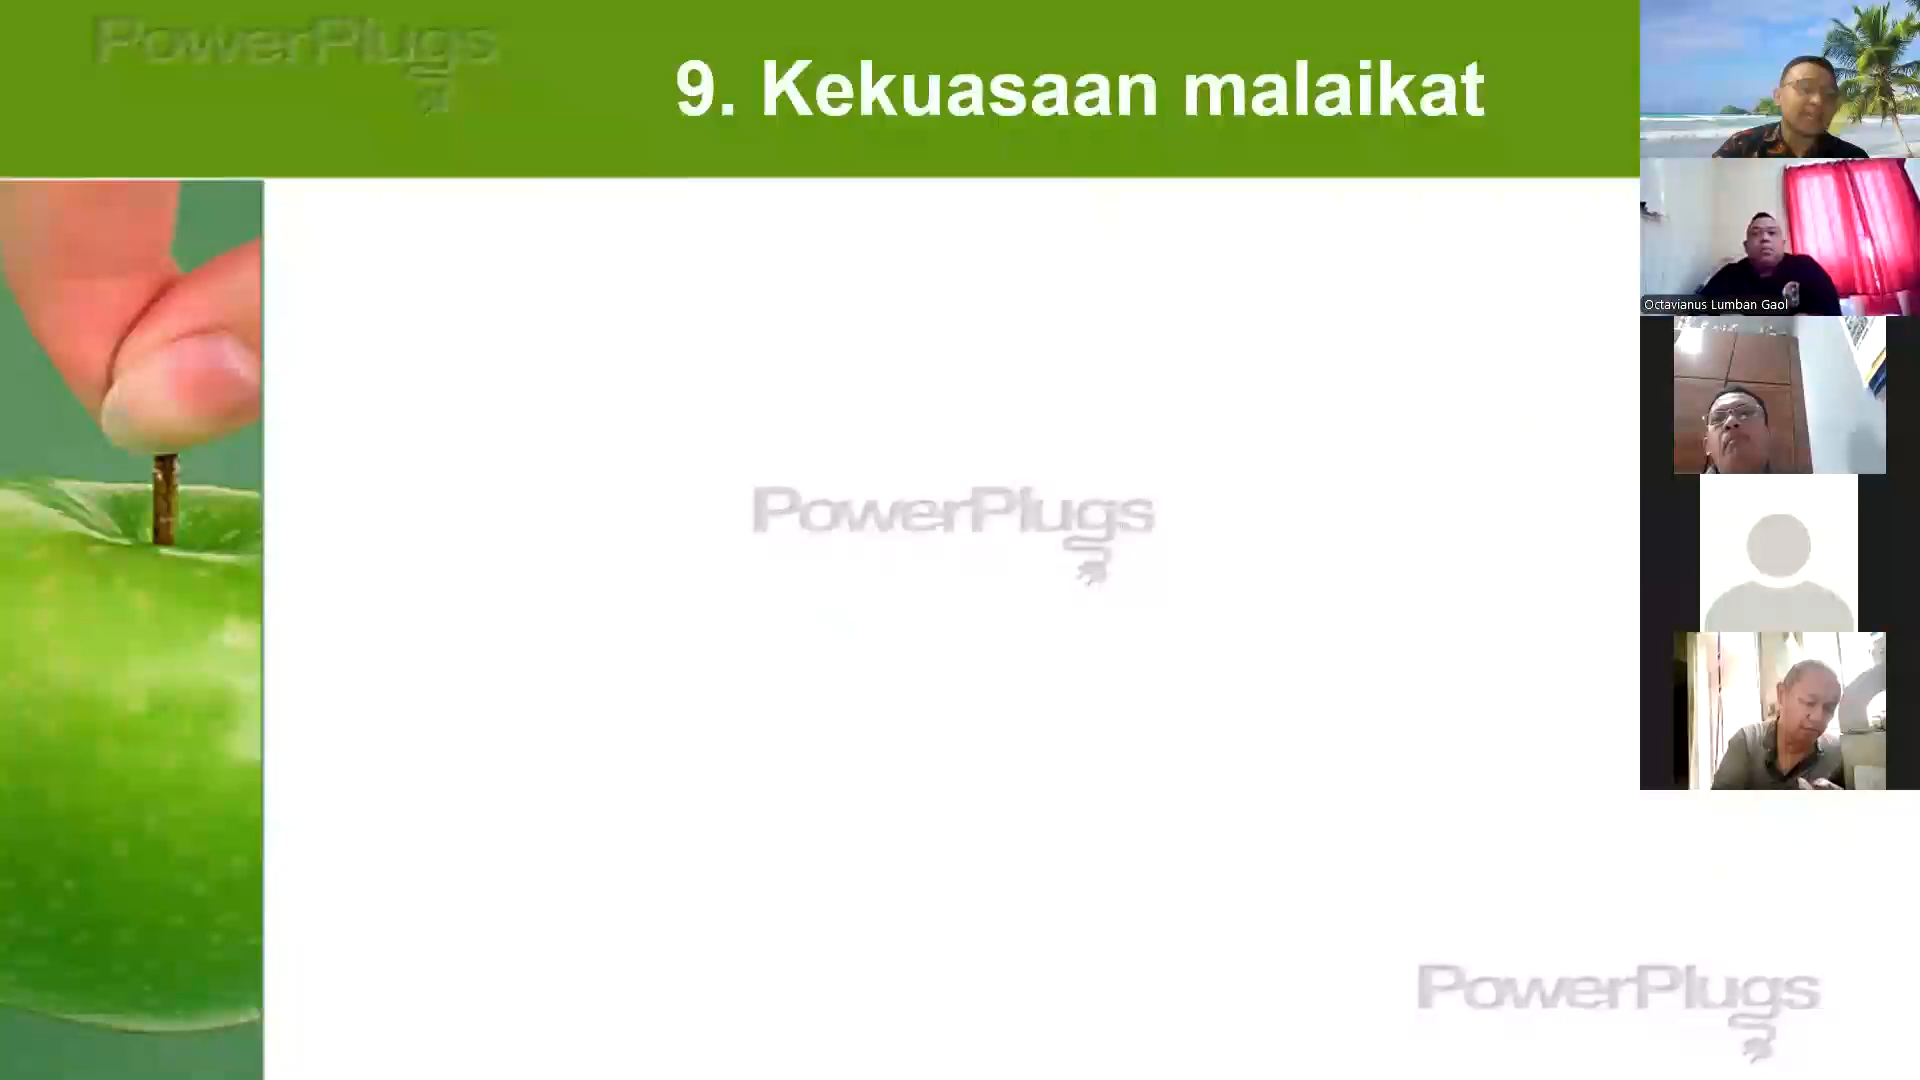 PowerPlugs
9. Kekuasaan malaikat
Octavianus Lumban Gaol
PowerPlugs
PowerPlugs